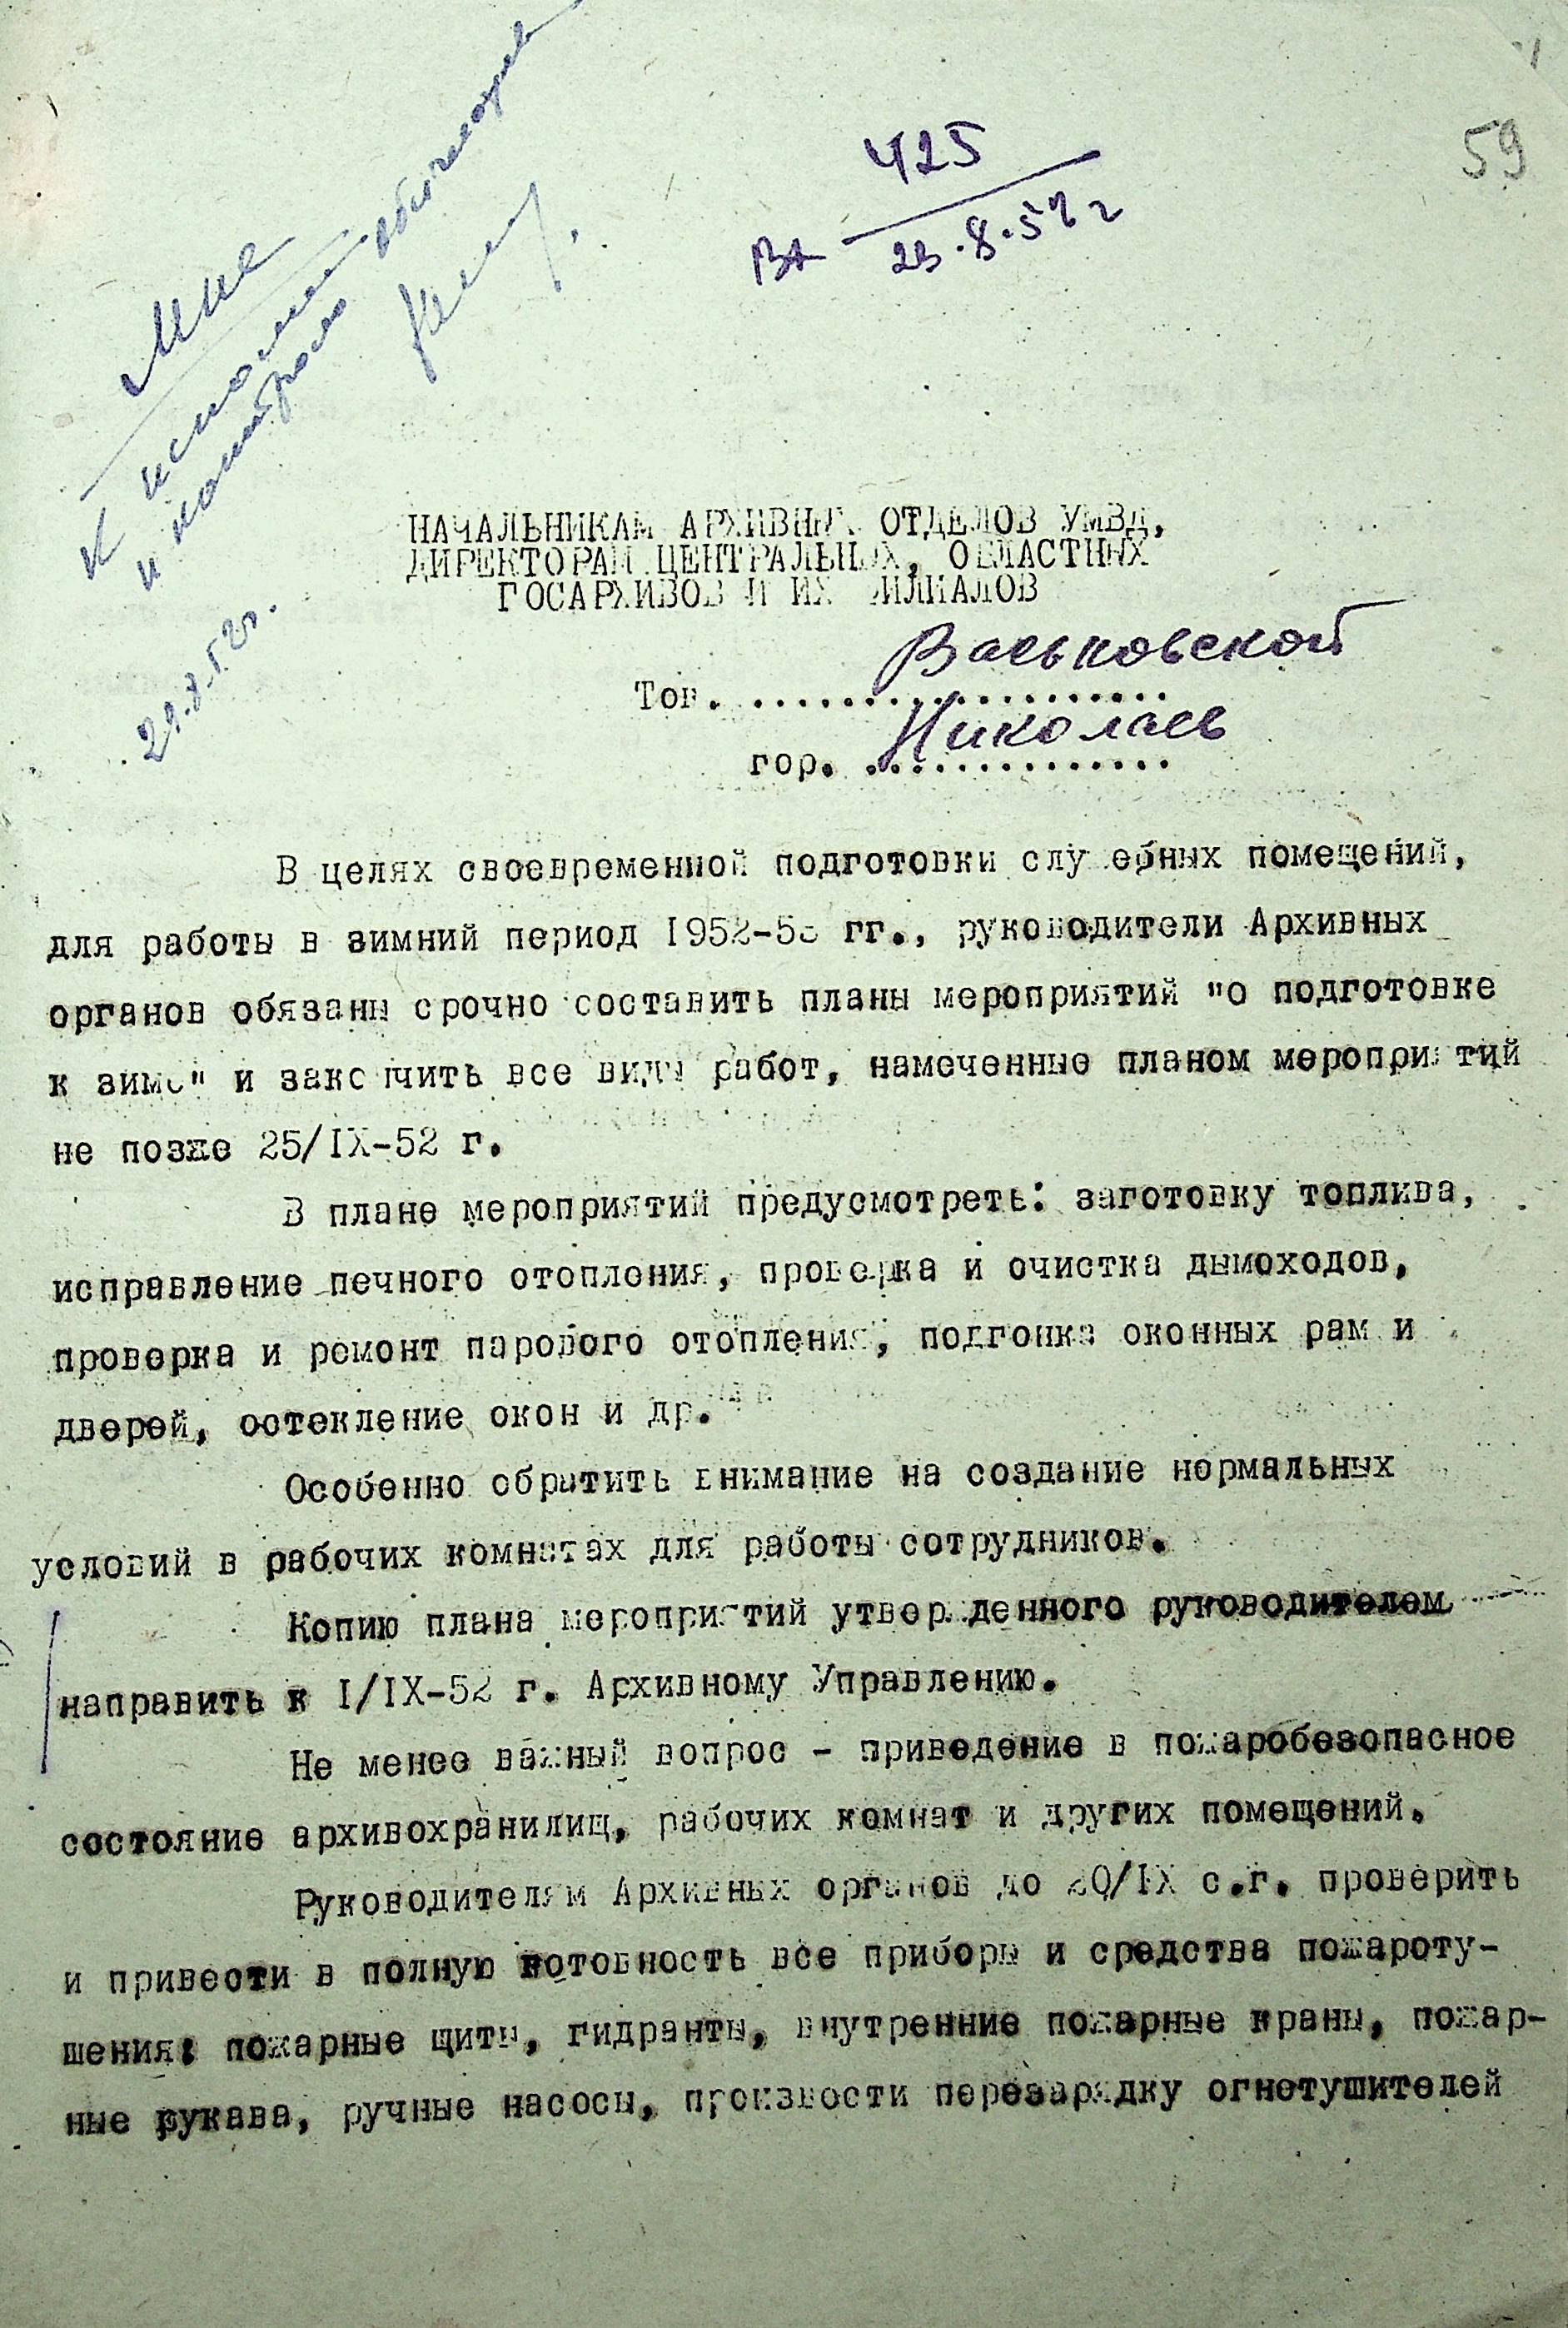 59
425
ВА 23.8.52 г
Мне
К исполнению
и контролю
29.8.52г.
НАЧАЛЬНИКАМ АРХИВНЫХ ОТДЕЛОВ УМВД,
ДИРЕКТОРАМ ЦЕНТРАЛЬНЫХ, ОБЛАСТНЫХ
ГОСАРХИВОВ И ИХ ФИЛИАЛОВ
Тов. Васьковской
гор. Николаев
В целях своевременной подготовки служебных помещений,
для работы в зимний период 1952-53 гг., руководители Архивных
органов обязаны срочно составить планы мероприятий "о подготовке
к зиме" и закончить все виды работ, намеченные планом мероприятий
не позже 25/IX-52 г.
В плане мероприятий предусмотреть: заготовку топлива,
исправление печного отопления, проверка и очистка дымоходов,
проверка и ремонт парового отопления, подгонка оконных рам и
дверей, остекление окон и др.
Особенно обратить внимание на создание нормальных
условий в рабочих комнатах для работы сотрудников.
Копию плана мероприятий утвержденного руководителем
направить к I/IX-52 г. Архивному Управлению.
Не менее важный вопрос - приведение в пожаробезопасное
состояние архивохранилищ, рабочих комнат и других помещений.
Руководителям Архивных органов до 20/IX с.г. проверить
и привести в полную готовность все приборы и средства пожароту-
шения: пожарные щиты, гидранты, внутренние пожарные краны, пожар-
ные рукава, ручные насосы, произвести перезарядку огнетушителей